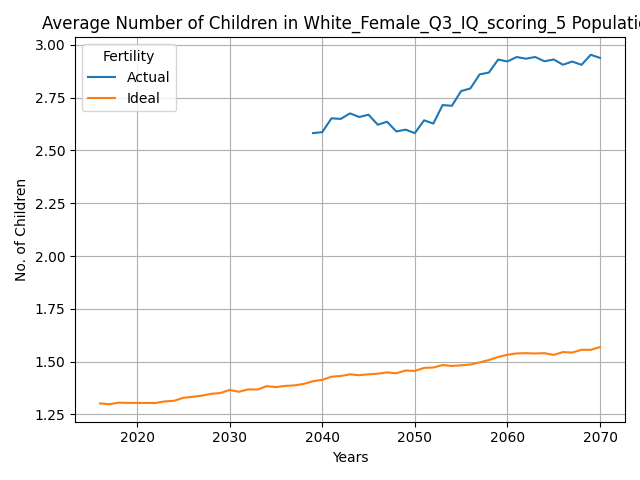 Average Number of Children in White_Female_Q3_IQ_scoring_5 Populatio
Fertility
Actual
Ideal
3.00
2.75
2.50
2.25
2.00
1.75
1.50
1.25
No. of Children
2020 2030 2040 2050 2060 2070
Years